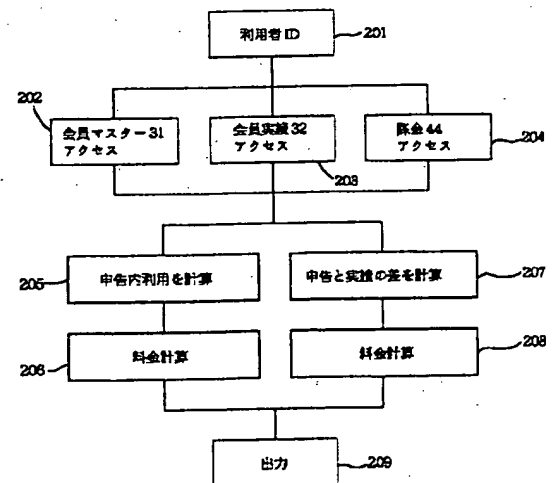 利用者ID
201
202
会員マスター31
アクセス
会員実績32
アクセス
203
課金44
アクセス
204
205
申告内利用を計算
申告と実績の差を計算
207
206
料金計算
料金計算
208
出力
209